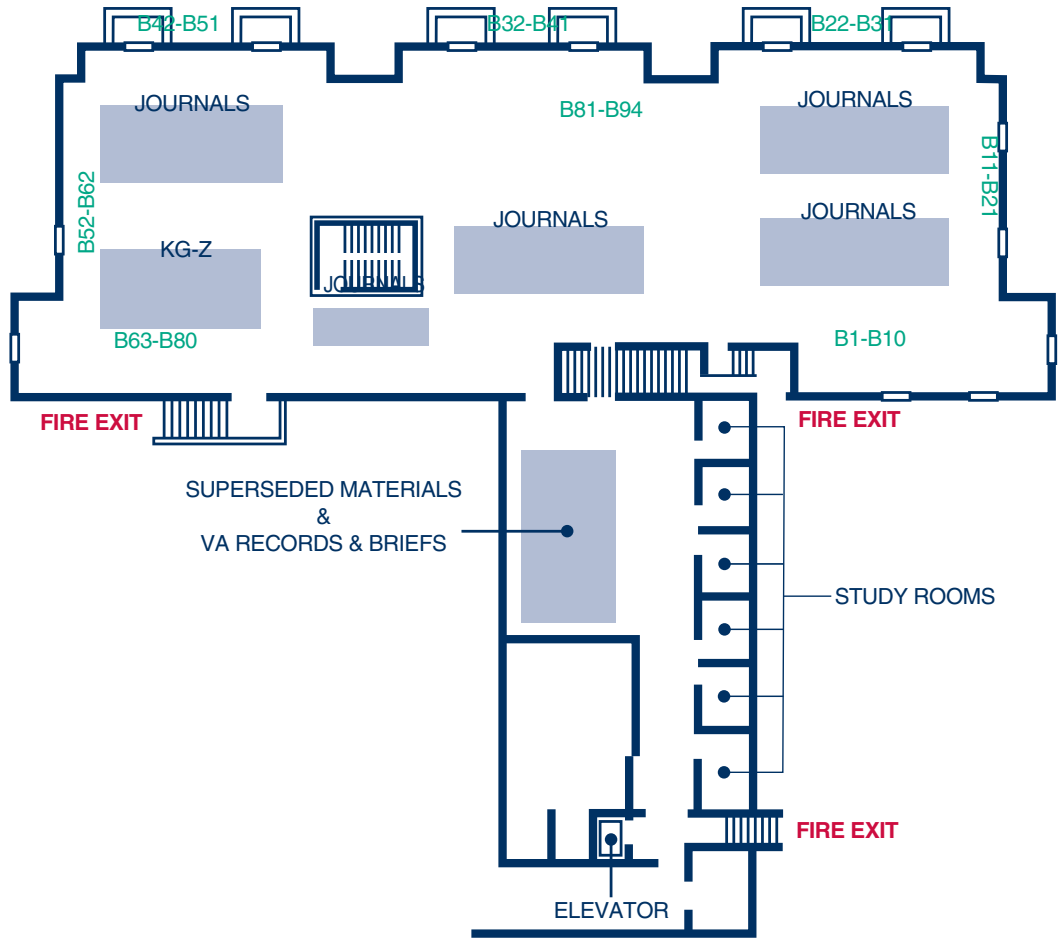 B42-B51
B32-B41
B22-B31
JOURNALS
B81-B94
JOURNALS
B11-B21
B52-B62
JOURNALS
JOURNALS
KG-Z
JOURNALS
B63-B80
B1-B10
FIRE EXIT
FIRE EXIT
SUPERSEDED MATERIALS
&
VA RECORDS & BRIEFS
STUDY ROOMS
FIRE EXIT
ELEVATOR